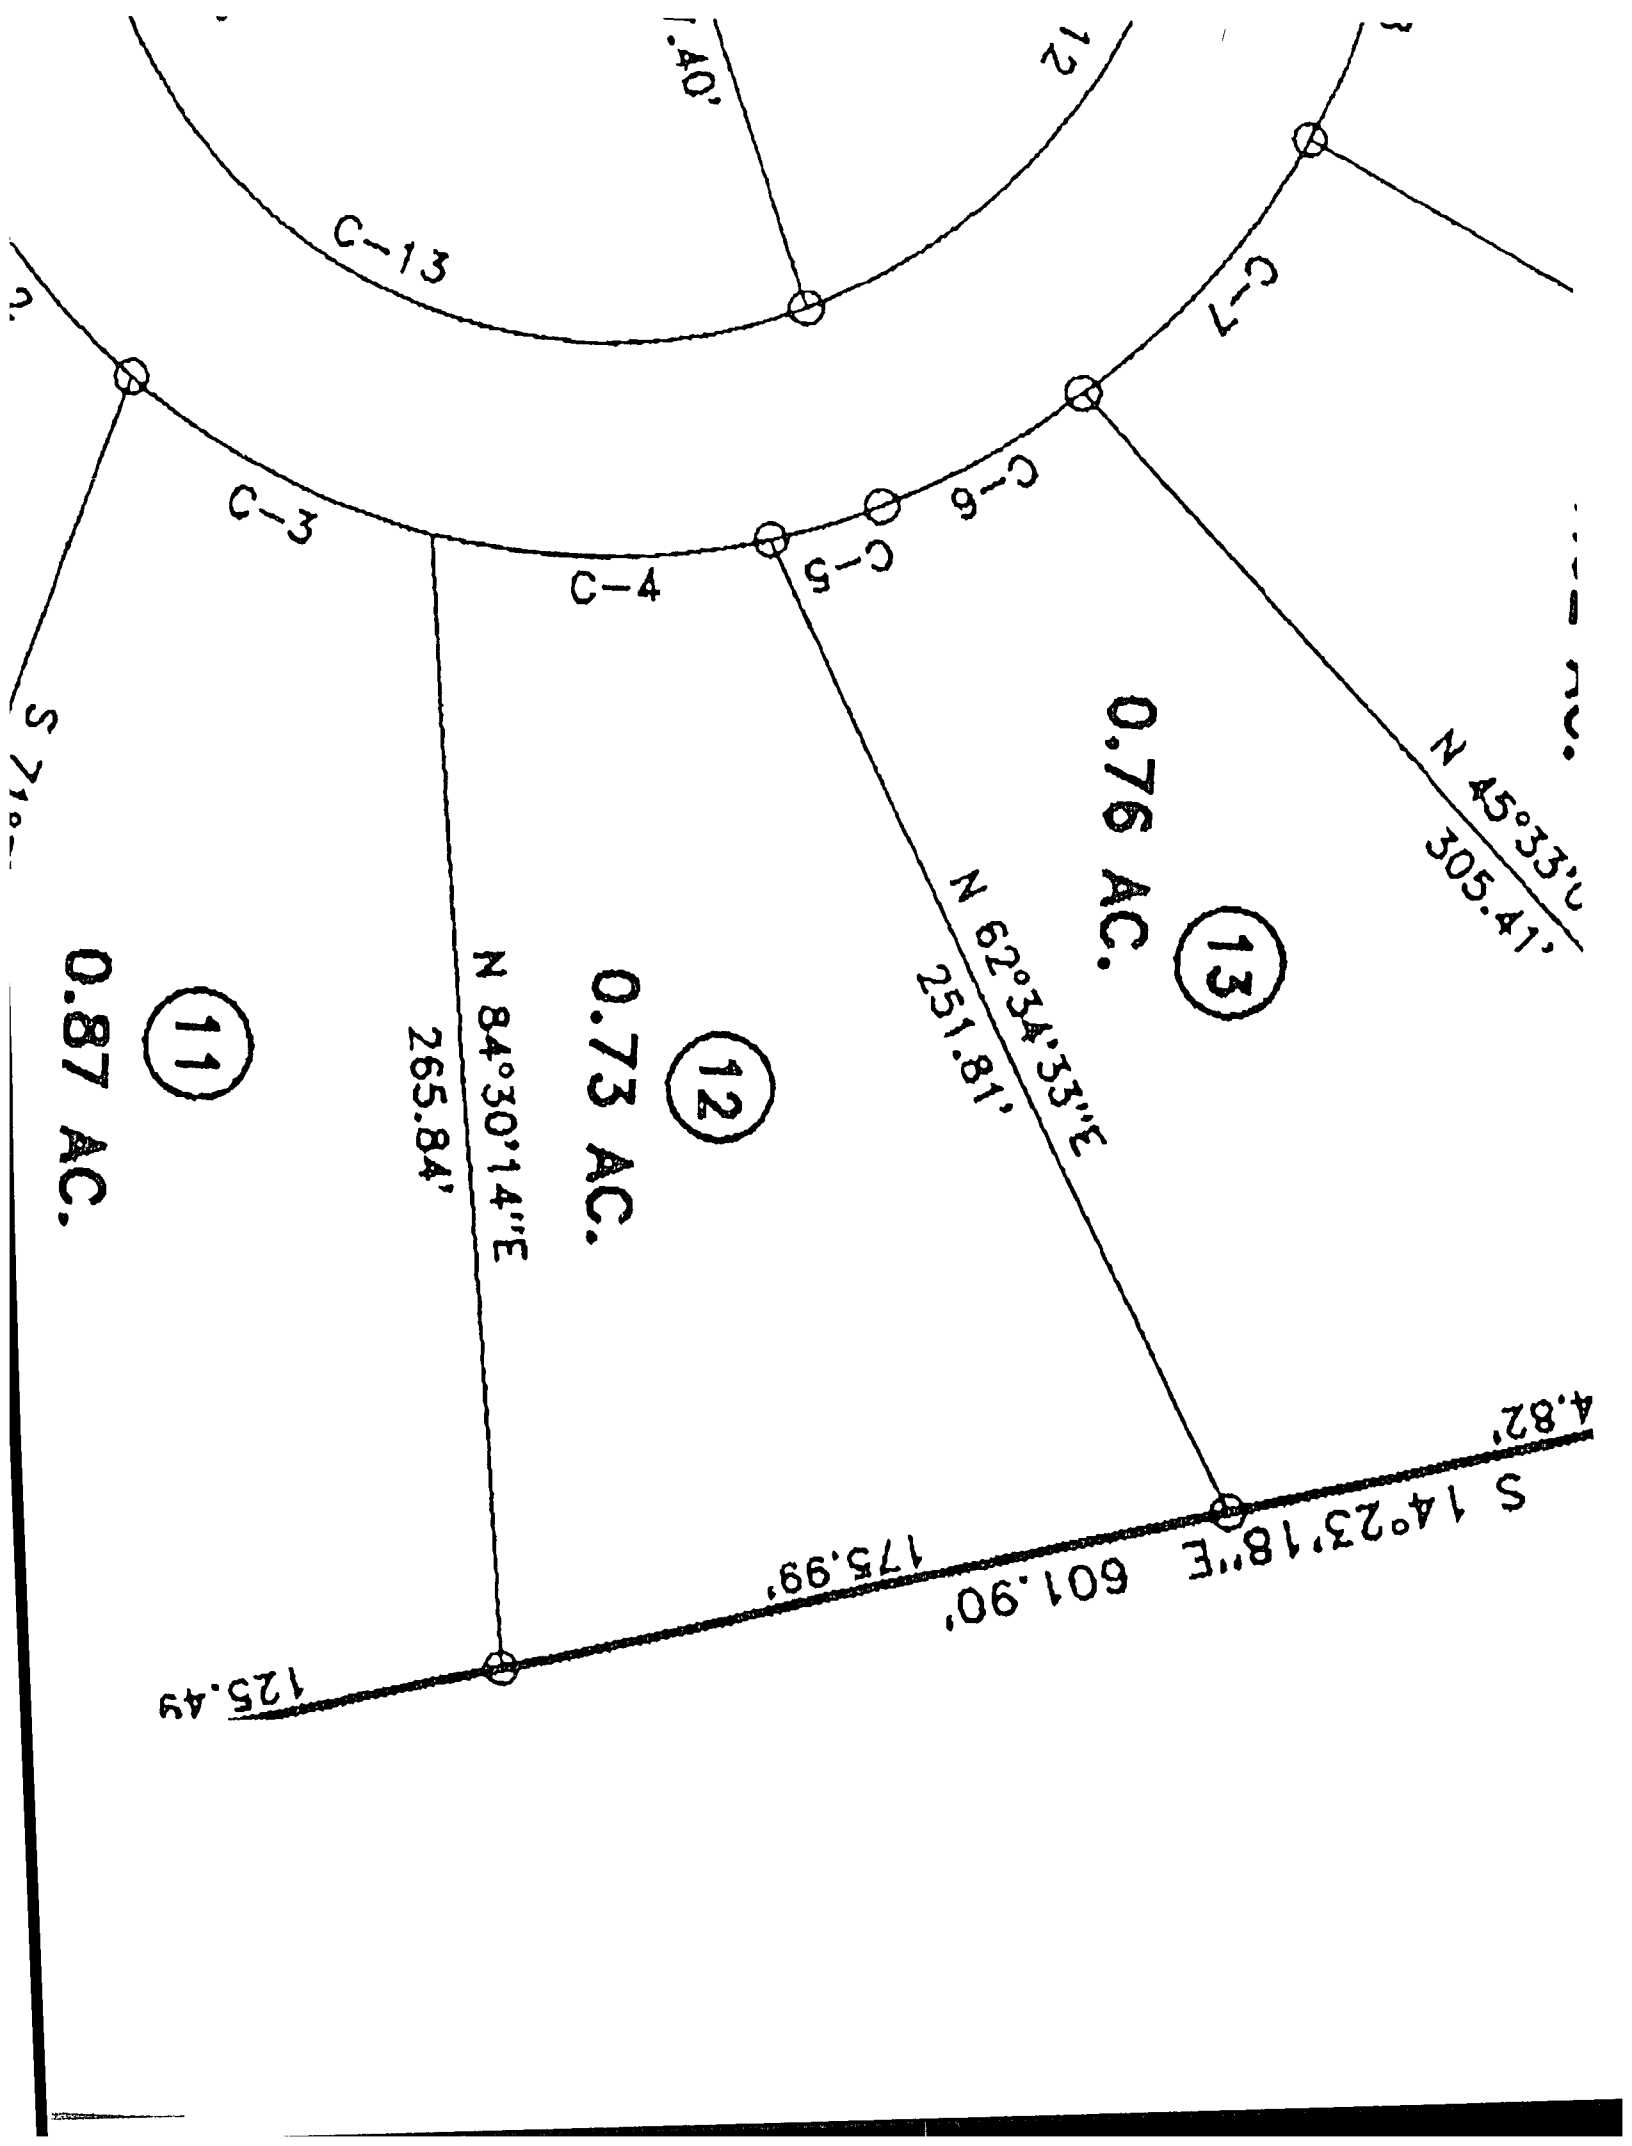 .40'
12
C-13
C-7
C-3
C-4
C-5
C-6
N 45°33'
305.41'
0.76 AC.
13
N 62°34'33"E
251.81'
0.73 AC.
12
N 84°30'14"E
265.84'
0.87 AC.
11
S 71°
4.82'
S 14°23'18"E 601.90'
175.99'
125.49